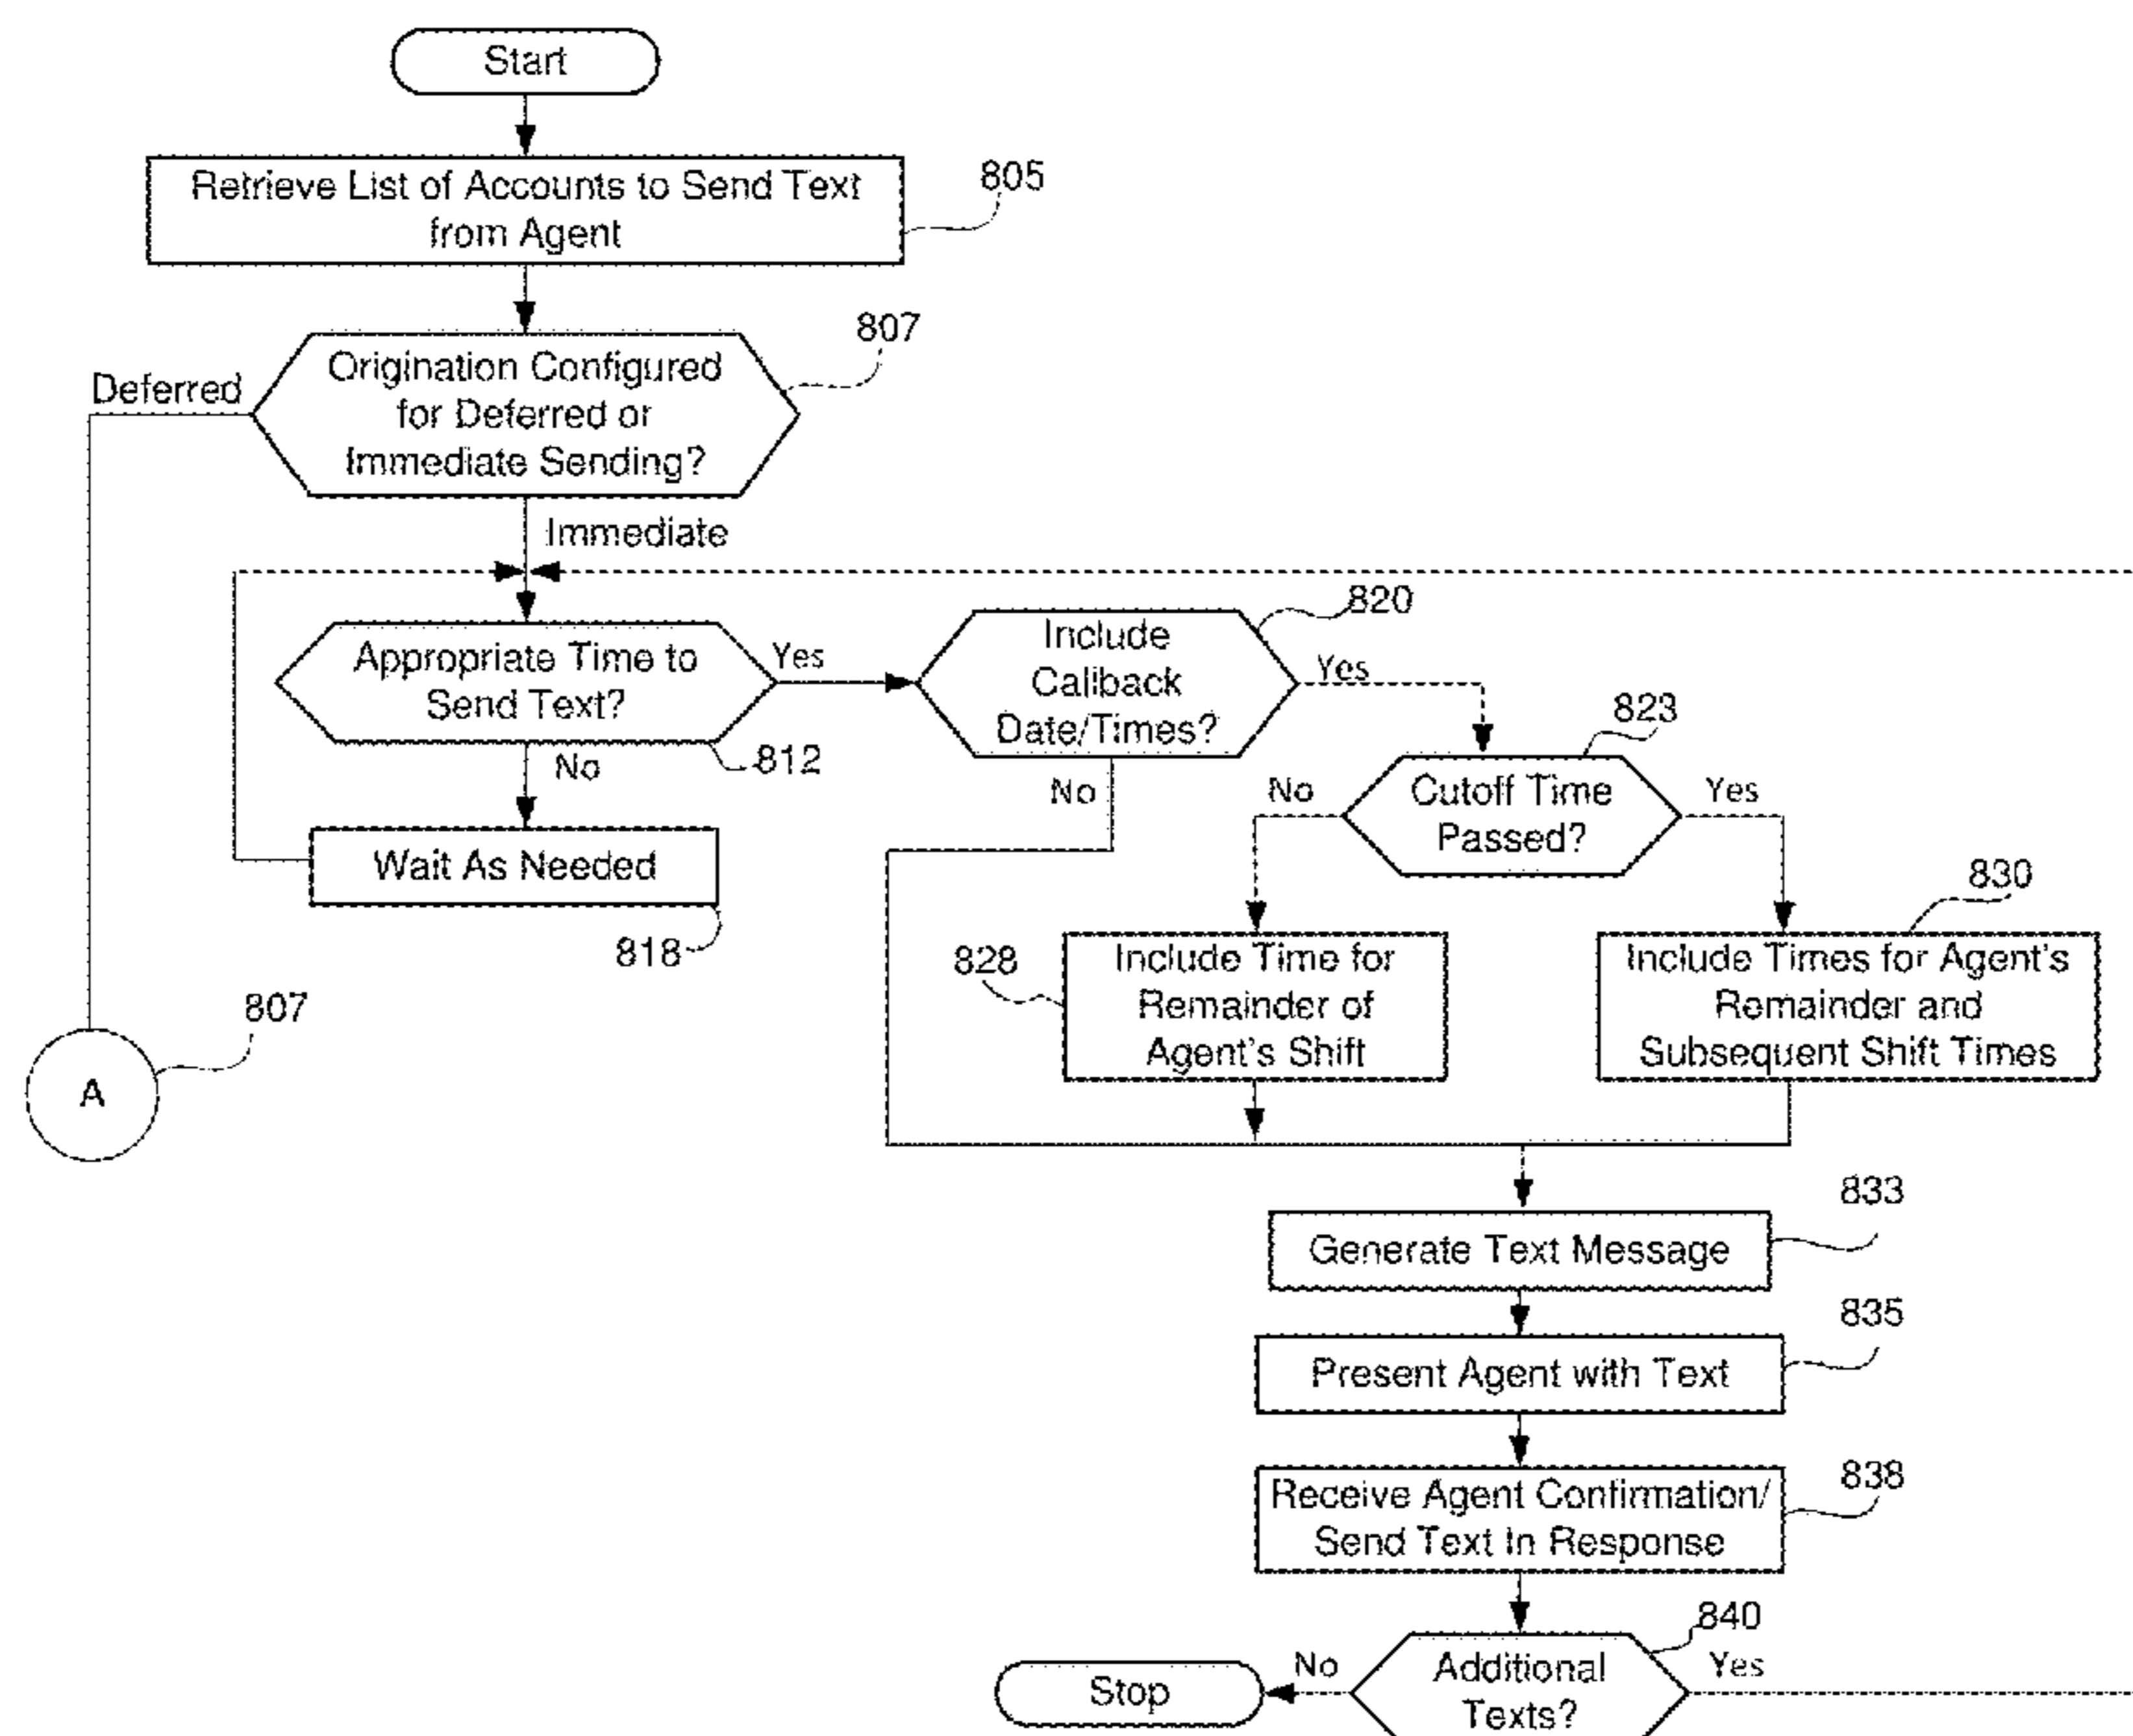 Start
Retrieve List of Accounts to Send Text
from Agent
805
807
Origination Configured
for Deferred or
Immediate Sending?
Deferred
Immediate
820
Include
Callback
Date/Times?
Appropriate Time to
Send Text?
Yes
Yes
812
No
No
823
Cutoff Time
Passed?
No
Yes
Wait As Needed
818
830
828
Include Time for
Remainder of
Agent's Shift
Include Times for Agent's
Remainder and
Subsequent Shift Times
807
A
833
Generate Text Message
835
Present Agent with Text
838
Receive Agent Confirmation/
Send Text In Response
840
Additional
Texts?
No
Yes
Stop